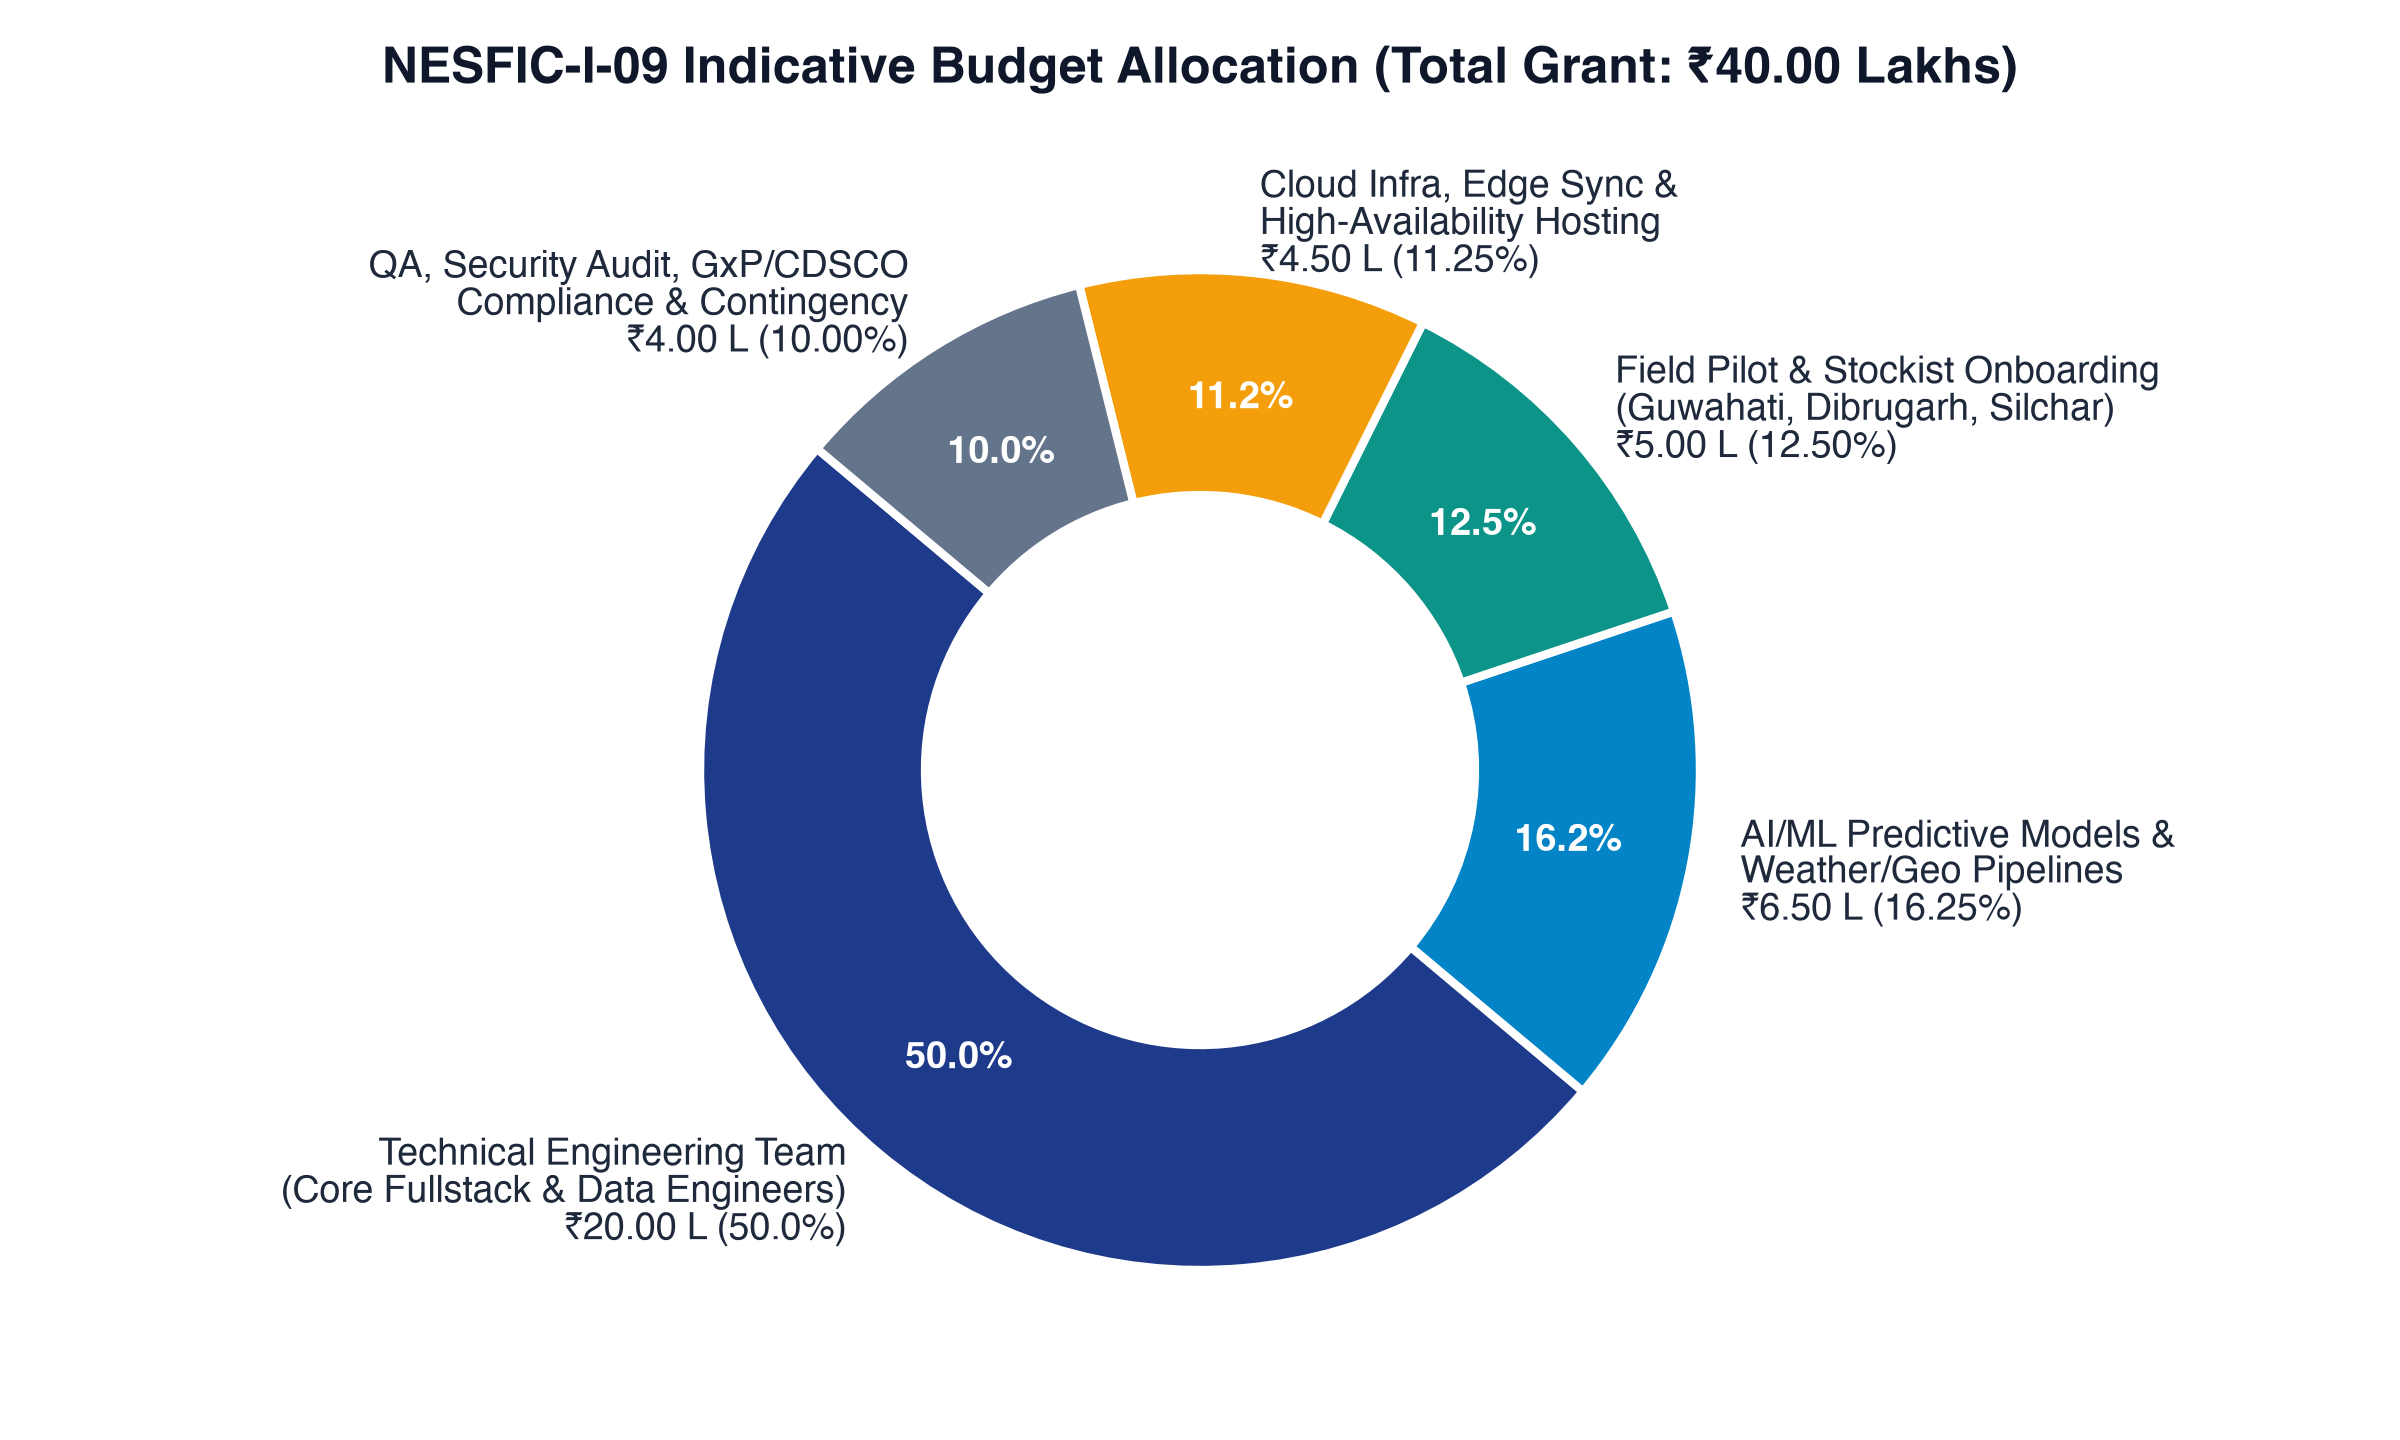 NESFIC-I-09 Indicative Budget Allocation (Total Grant: ₹40.00 Lakhs)
Cloud Infra, Edge Sync &
High-Availability Hosting
₹4.50 L (11.25%)
QA, Security Audit, GxP/CDSCO
Compliance & Contingency
₹4.00 L (10.00%)
Field Pilot & Stockist Onboarding
(Guwahati, Dibrugarh, Silchar)
₹5.00 L (12.50%)
11.2%
10.0%
12.5%
16.2%
AI/ML Predictive Models &
Weather/Geo Pipelines
₹6.50 L (16.25%)
50.0%
Technical Engineering Team
(Core Fullstack & Data Engineers)
₹20.00 L (50.0%)